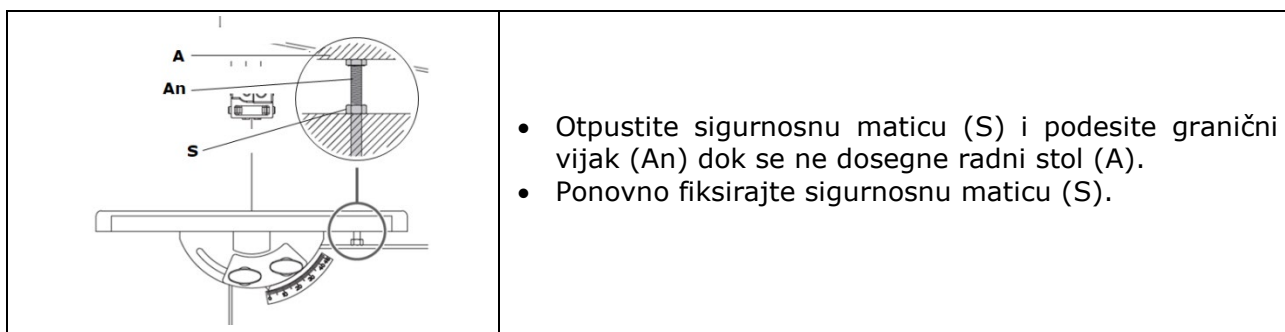 A
An
S
• Otpustite sigurnosnu maticu (S) i podesite granični
vijak (An) dok se ne dosegne radni stol (A).
• Ponovno fiksirajte sigurnosnu maticu (S).